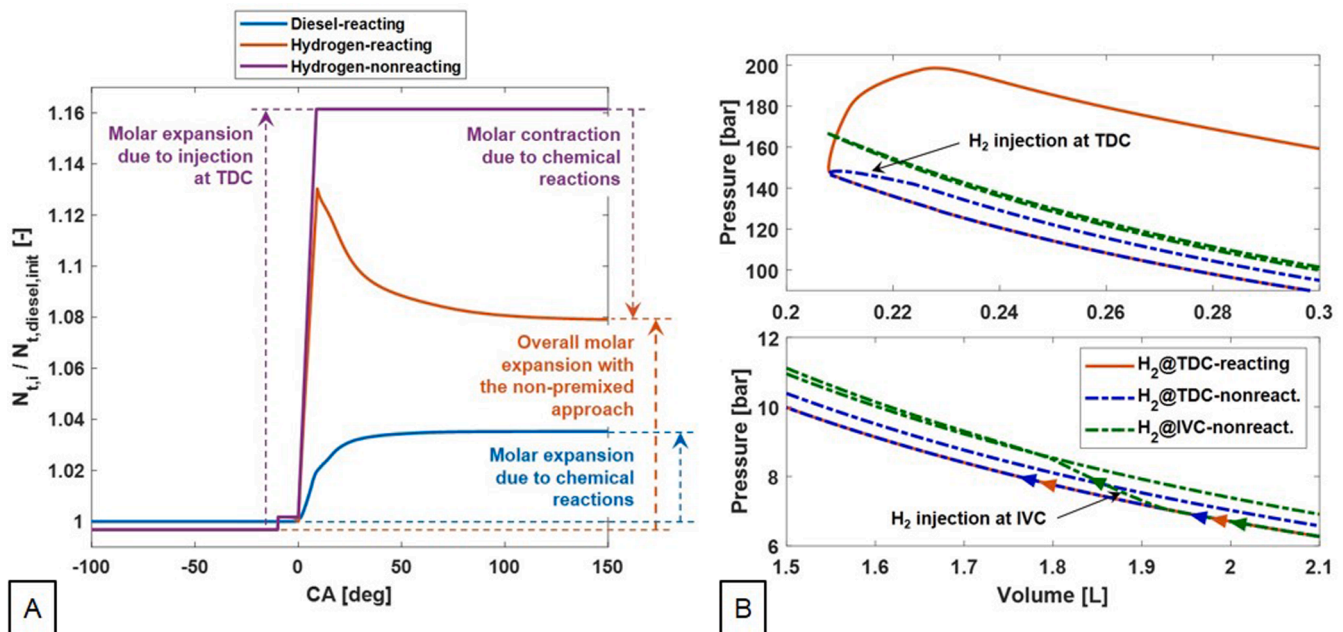 Diesel-reacting
Hydrogen-reacting
Hydrogen-nonreacting
N_t,i / N_t,diesel,init [-]
1.16
1.14
1.12
1.1
1.08
1.06
1.04
1.02
1
Molar expansion
due to injection
at TDC
Molar contraction
due to chemical
reactions
Overall molar
expansion with
the non-premixed
approach
Molar expansion
due to chemical
reactions
-100
-50
0
50
100
150
CA [deg]
A
Pressure [bar]
200
180
160
140
120
100
H2 injection at TDC
0.2
0.22
0.24
0.26
0.28
0.3
Pressure [bar]
12
10
8
6
H2@TDC-reacting
H2@TDC-nonreact.
H2@IVC-nonreact.
H2 injection at IVC
1.5
1.6
1.7
1.8
1.9
2
2.1
Volume [L]
B